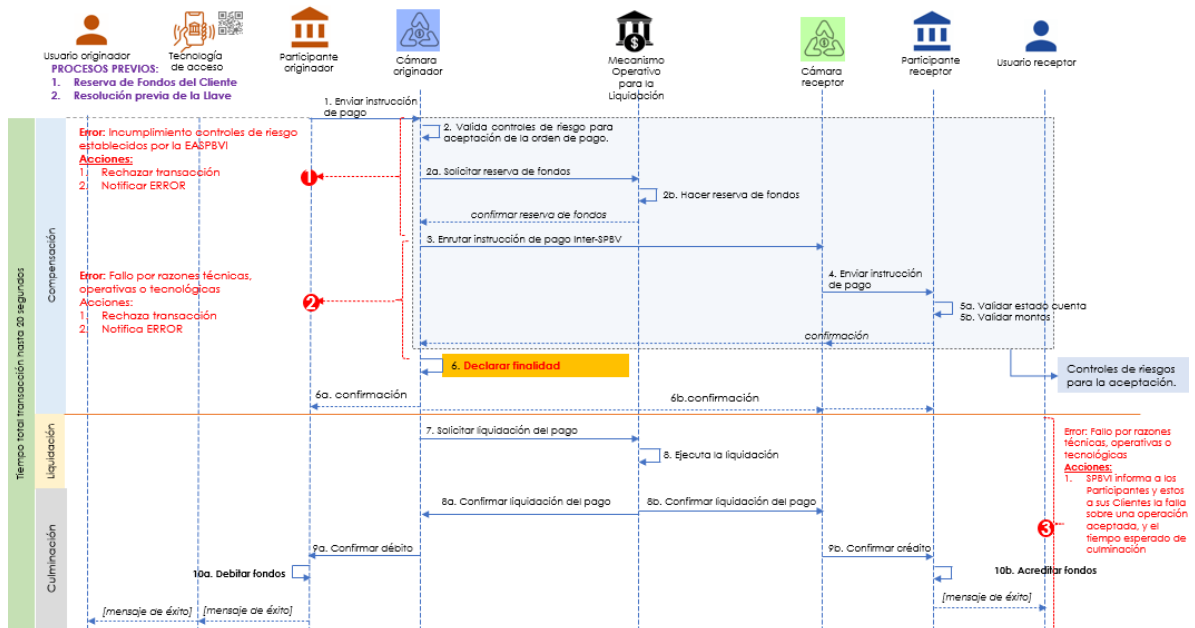 Usuario originador
Tecnología
de acceso
Participante
originador
Cámara
originador
Mecanismo
Operativo
para la
Liquidación
Cámara
receptor
Participante
receptor
Usuario receptor
PROCESOS PREVIOS:
1. Reserva de Fondos del Cliente
2. Resolución previa de la Llave
Tiempo total transacción hasta 20 segundos
Compensación
1. Enviar instrucción
de pago
Error: Incumplimiento controles de riesgo
establecidos por la EASPBVI
Acciones:
1. Rechazar transacción
2. Notificar ERROR
1
2. Valida controles de riesgo para
aceptación de la orden de pago.
2a. Solicitar reserva de fondos
2b. Hacer reserva de fondos
confirmar reserva de fondos
3. Enrutar instrucción de pago Inter-SPBV
4. Enviar instrucción
de pago
Error: Fallo por razones técnicas,
operativas o tecnológicas
Acciones:
1. Rechaza transacción
2. Notifica ERROR
2
5a. Validar estado cuenta
5b. Validar montos
confirmación
6. Declarar finalidad
Controles de riesgos
para la aceptación.
6a. confirmación
6b.confirmación
Liquidación
7. Solicitar liquidación del pago
8. Ejecuta la liquidación
Error: Fallo por razones
técnicas, operativas o
tecnológicas
Acciones:
1. SPBVI informa a los
Participantes y estos
a sus Clientes la falla
sobre una operación
aceptada, y el
tiempo esperado de
culminación
3
Culminación
8a. Confirmar liquidación del pago
8b. Confirmar liquidación del pago
9a. Confirmar débito
9b. Confirmar crédito
10a. Debitar fondos
10b. Acreditar fondos
[mensaje de éxito]
[mensaje de éxito]
[mensaje de éxito]